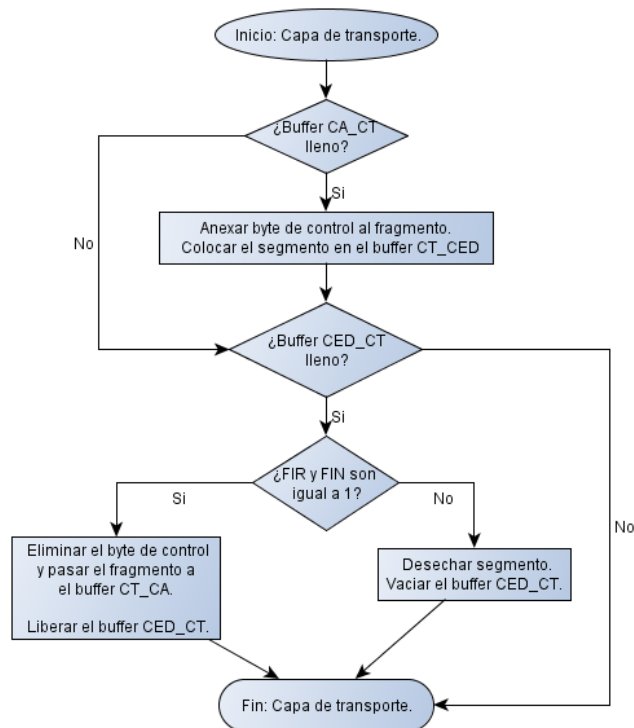 Inicio: Capa de transporte.
¿Buffer CA_CT
lleno?
Si
No
Anexar byte de control al fragmento.
Colocar el segmento en el buffer CT_CED
¿Buffer CED_CT
lleno?
Si
No
¿FIR y FIN son
igual a 1?
Si
No
Eliminar el byte de control
y pasar el fragmento a
el buffer CT_CA.
Liberar el buffer CED_CT.
Desechar segmento.
Vaciar el buffer CED_CT.
Fin: Capa de transporte.